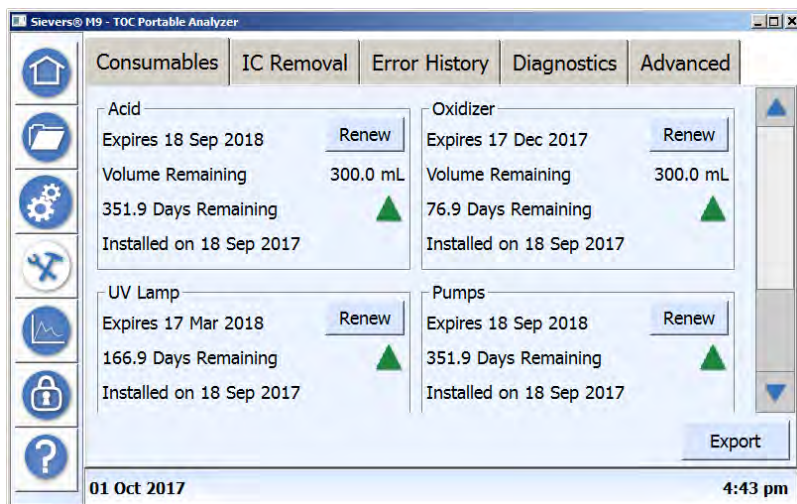 Sievers® M9 - TOC Portable Analyzer
Consumables IC Removal Error History Diagnostics Advanced
Acid
Expires 18 Sep 2018 Renew
Volume Remaining 300.0 mL
351.9 Days Remaining
Installed on 18 Sep 2017
Oxidizer
Expires 17 Dec 2017 Renew
Volume Remaining 300.0 mL
76.9 Days Remaining
Installed on 18 Sep 2017
UV Lamp
Expires 17 Mar 2018 Renew
166.9 Days Remaining
Installed on 18 Sep 2017
Pumps
Expires 18 Sep 2018 Renew
351.9 Days Remaining
Installed on 18 Sep 2017
Export
?
01 Oct 2017 4:43 pm